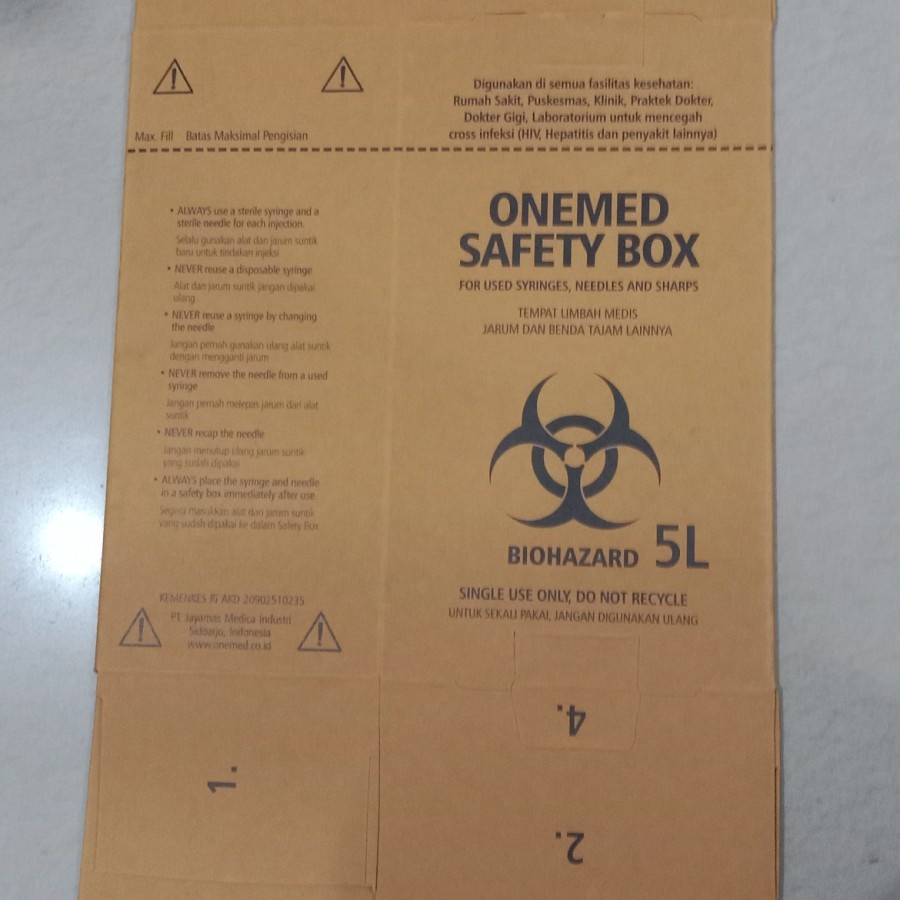 Max. Fill Batas Maksimal Pengisian
• ALWAYS use a sterile syringe and a
sterile needle for each injection.
Selalu gunakan alat dan jarum suntik
baru untuk tindakan injeksi
• NEVER reuse a disposable syringe
Alat dan jarum suntik jangan dipakai
ulang
• NEVER reuse a syringe by changing
the needle
Jangan pernah gunakan ulang alat suntik
dengan mengganti jarum
• NEVER remove the needle from a used
syringe
Jangan pernah melepas jarum dari alat
suntik
• NEVER recap the needle
Jangan menutup ulang jarum suntik
yang sudah dipakai
• ALWAYS place the syringe and needle
in a safety box immediately after use.
Segera masukkan alat dan jarum suntik
yang sudah dipakai ke dalam Safety Box
KEMENKES RI AKD 20902510235
PT Jayamas Medica Industri
Sidoarjo, Indonesia
www.onemed.co.id
Digunakan di semua fasilitas kesehatan:
Rumah Sakit, Puskesmas, Klinik, Praktek Dokter,
Dokter Gigi, Laboratorium untuk mencegah
cross infeksi (HIV, Hepatitis dan penyakit lainnya)
ONEMED
SAFETY BOX
FOR USED SYRINGES, NEEDLES AND SHARPS
TEMPAT LIMBAH MEDIS
JARUM DAN BENDA TAJAM LAINNYA
BIOHAZARD 5L
SINGLE USE ONLY, DO NOT RECYCLE
UNTUK SEKALI PAKAI, JANGAN DIGUNAKAN ULANG
4.
1.
2.